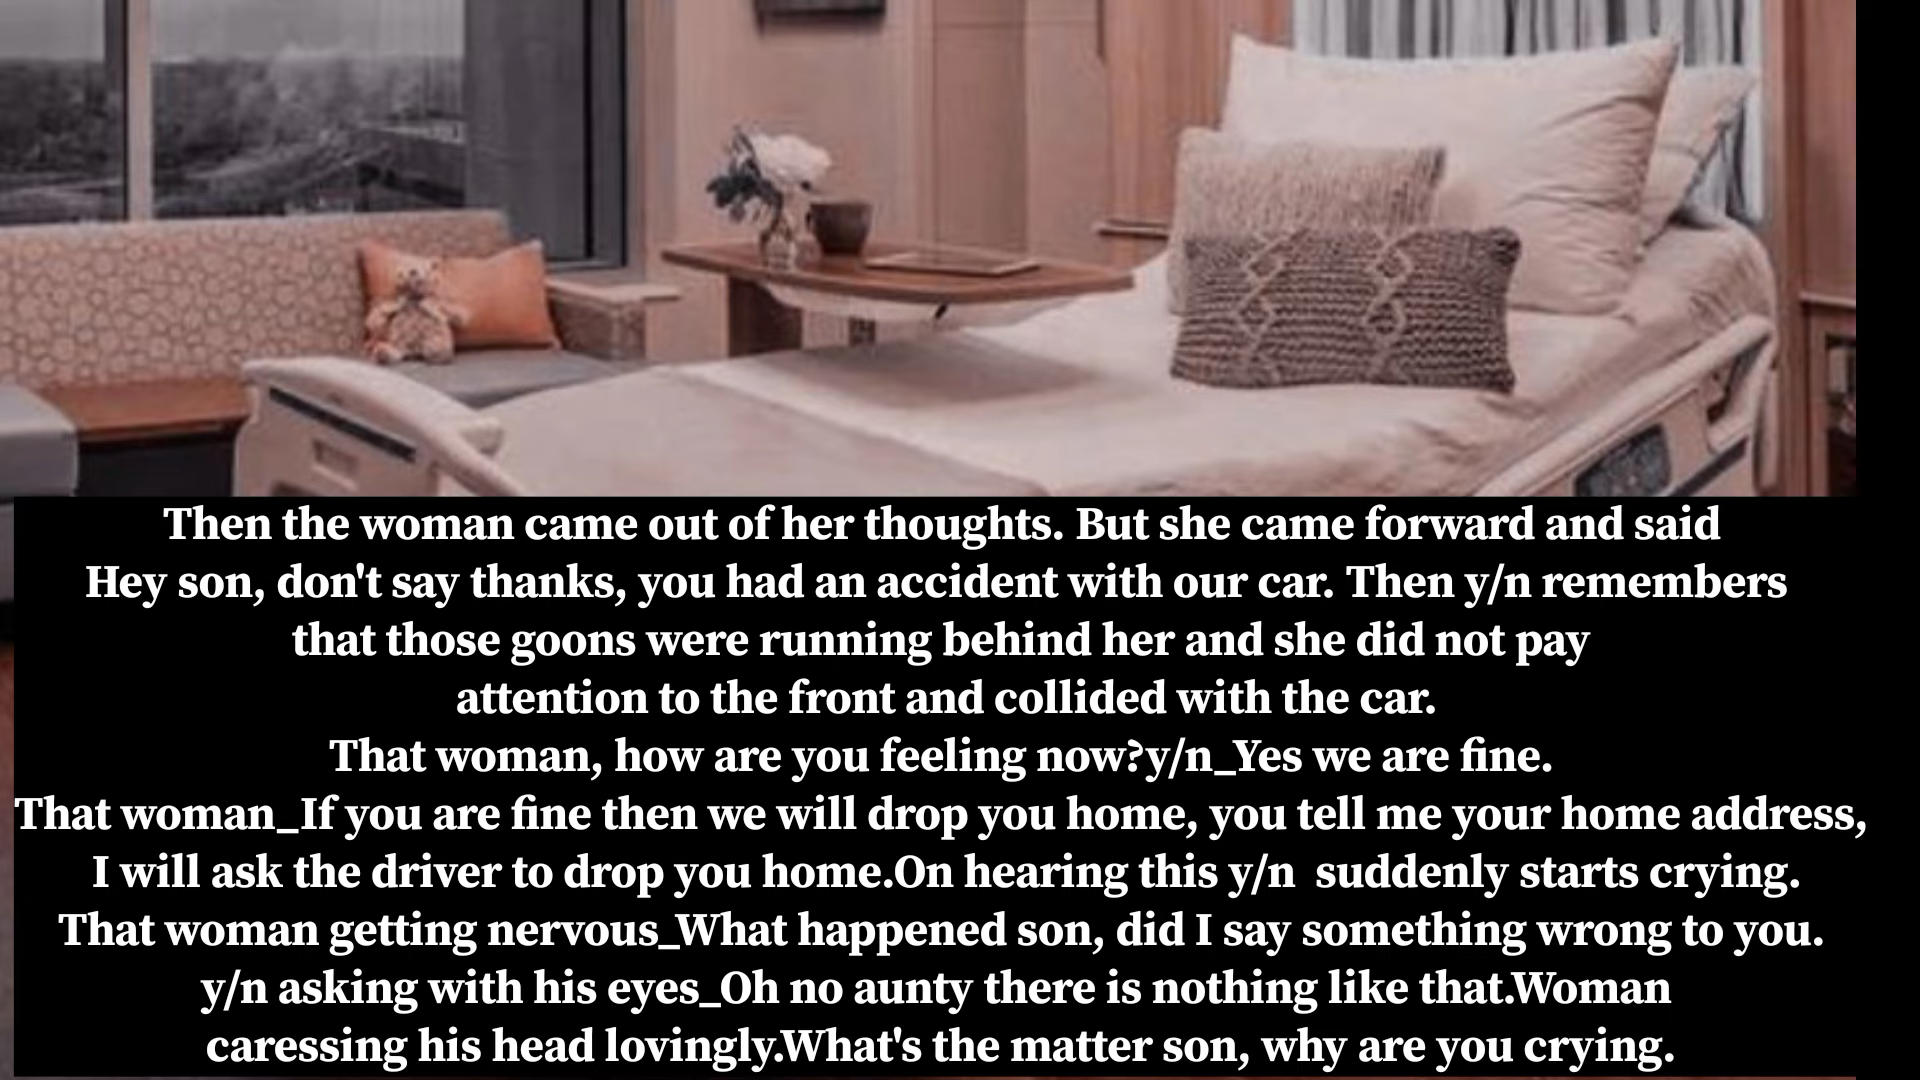 Then the woman came out of her thoughts. But she came forward and said
Hey son, don't say thanks, you had an accident with our car. Then y/n remembers
that those goons were running behind her and she did not pay
attention to the front and collided with the car.
That woman, how are you feeling now?y/n_Yes we are fine.
That woman_If you are fine then we will drop you home, you tell me your home address,
I will ask the driver to drop you home.On hearing this y/n  suddenly starts crying.
That woman getting nervous_What happened son, did I say something wrong to you.
y/n asking with his eyes_Oh no aunty there is nothing like that.Woman
caressing his head lovingly.What's the matter son, why are you crying.